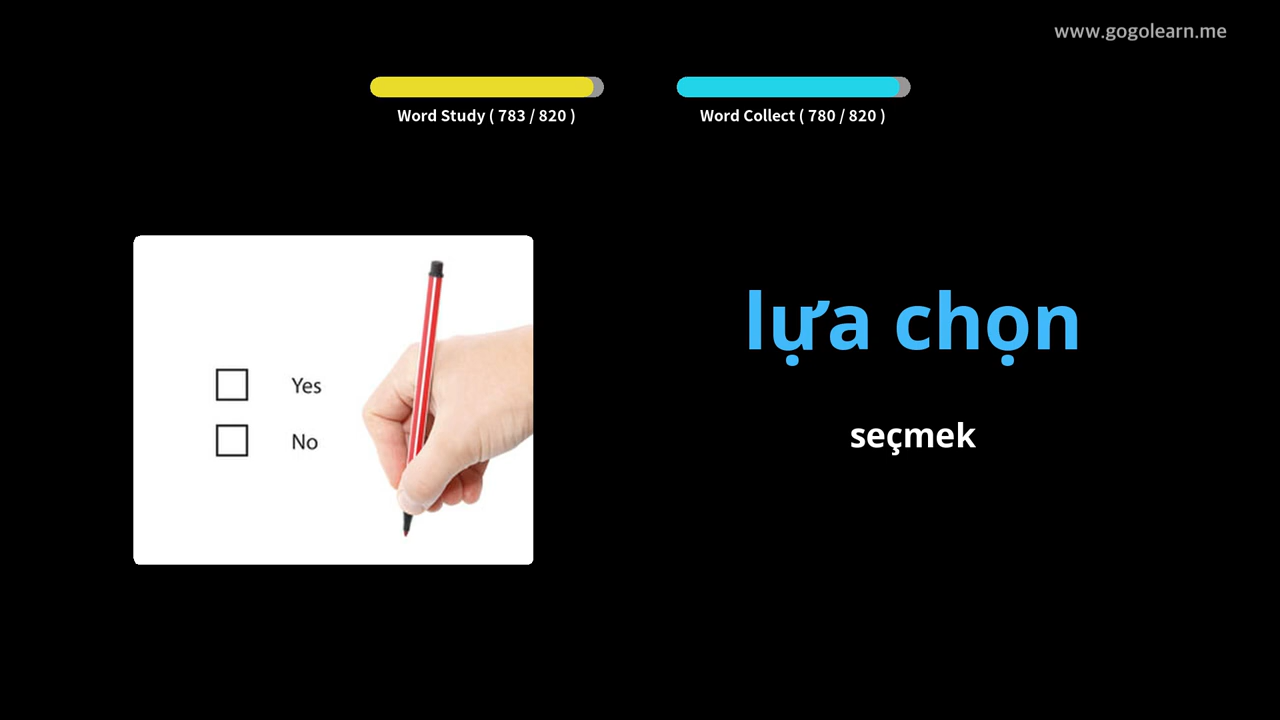 www.gogolearn.me
Word Study ( 783 / 820 )
Word Collect ( 780 / 820 )
Yes
No
lựa chọn
seçmek